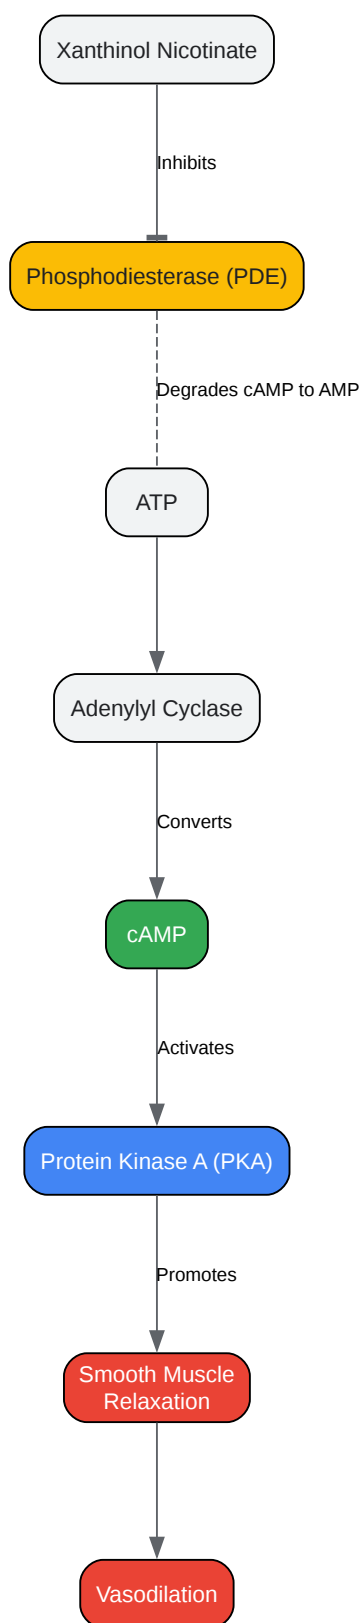 Xanthinol Nicotinate
Inhibits
Phosphodiesterase (PDE)
Degrades cAMP to AMP
ATP
Adenylyl Cyclase
Converts
cAMP
Activates
Protein Kinase A (PKA)
Promotes
Smooth Muscle
Relaxation
Vasodilation